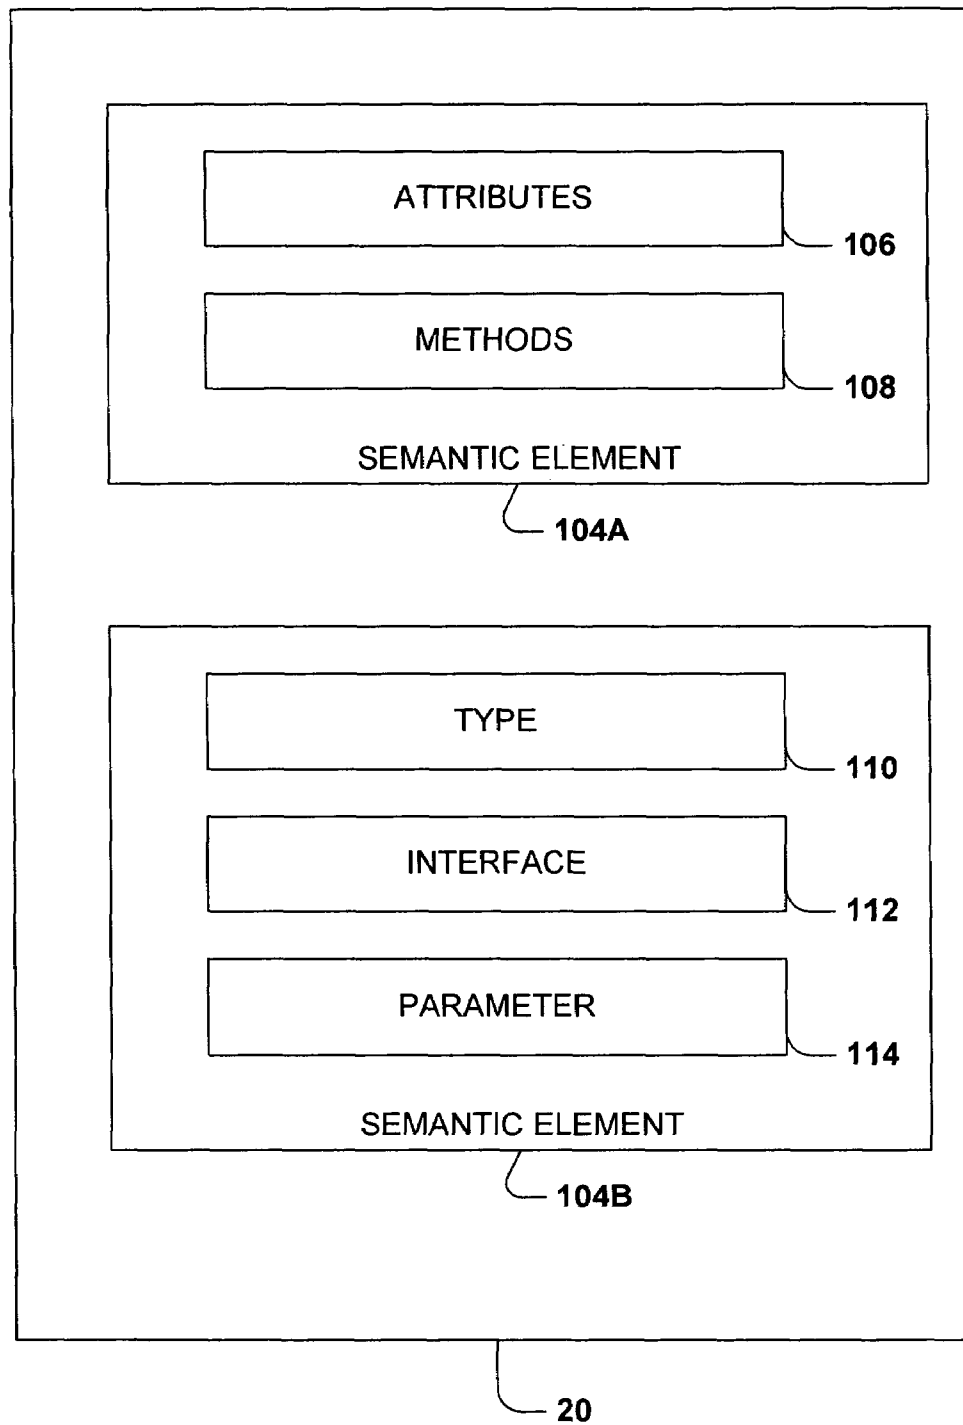 ATTRIBUTES
106
METHODS
108
SEMANTIC ELEMENT
104A
TYPE
110
INTERFACE
112
PARAMETER
114
SEMANTIC ELEMENT
104B
20